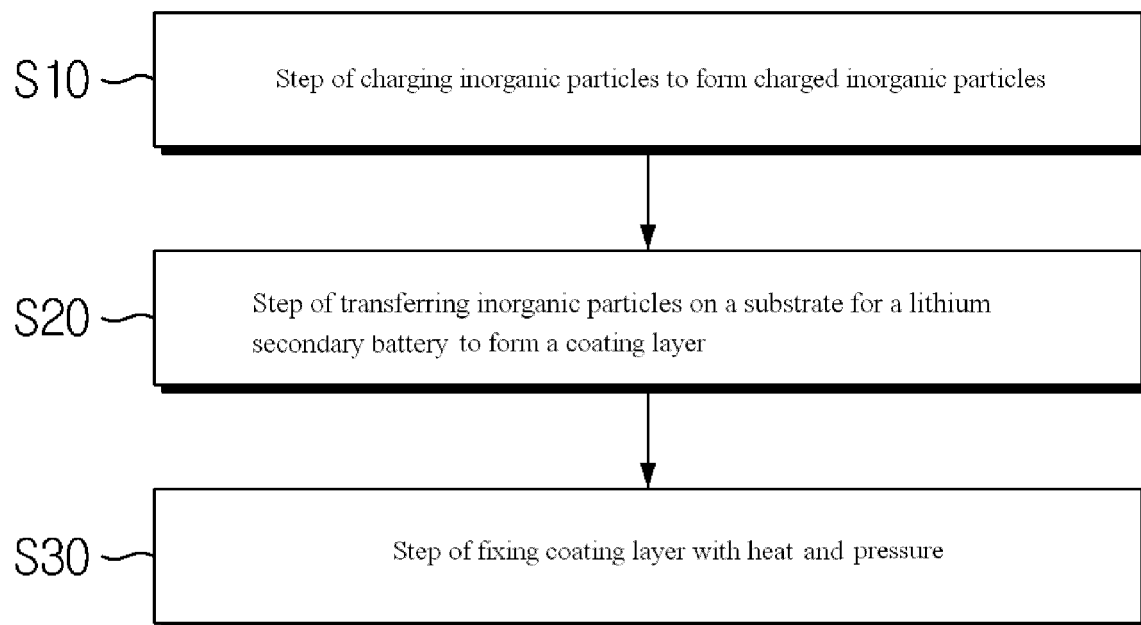 S10
Step of charging inorganic particles to form charged inorganic particles
S20
Step of transferring inorganic particles on a substrate for a lithium
secondary battery to form a coating layer
S30
Step of fixing coating layer with heat and pressure